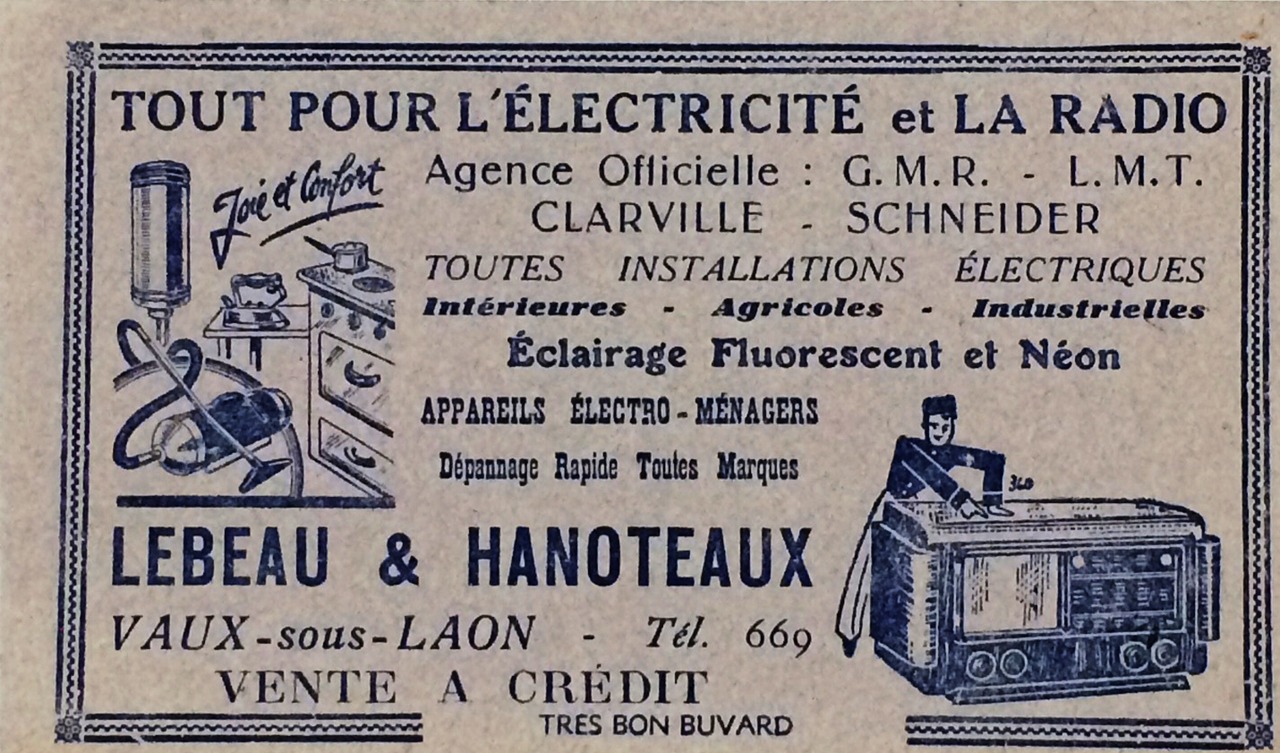 TOUT POUR L'ÉLECTRICITÉ et LA RADIO
Joie et Confort
Agence Officielle : G. M. R. - L. M. T.
CLARVILLE - SCHNEIDER
TOUTES INSTALLATIONS ÉLECTRIQUES
Intérieures - Agricoles - Industrielles
Éclairage Fluorescent et Néon
APPAREILS ÉLECTRO-MÉNAGERS
Dépannage Rapide Toutes Marques
360
LEBEAU & HANOTEAUX
VAUX-sous-LAON - Tél. 669
VENTE A CRÉDIT
TRES BON BUVARD